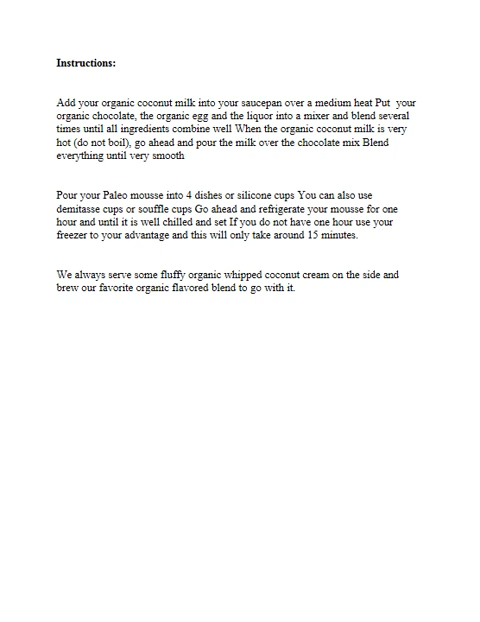 Instructions:
Add your organic coconut milk into your saucepan over a medium heat Put  your
organic chocolate, the organic egg and the liquor into a mixer and blend several
times until all ingredients combine well When the organic coconut milk is very
hot (do not boil), go ahead and pour the milk over the chocolate mix Blend
everything until very smooth
Pour your Paleo mousse into 4 dishes or silicone cups You can also use
demitasse cups or souffle cups Go ahead and refrigerate your mousse for one
hour and until it is well chilled and set If you do not have one hour use your
freezer to your advantage and this will only take around 15 minutes.
We always serve some fluffy organic whipped coconut cream on the side and
brew our favorite organic flavored blend to go with it.